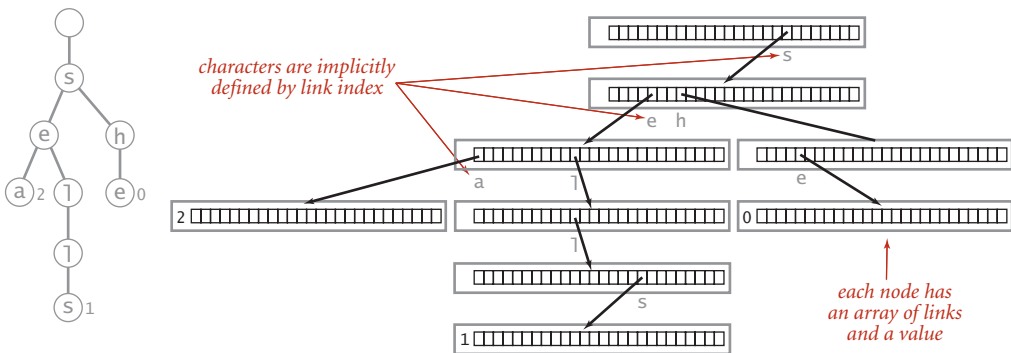 s
e
h
a
2
l
e
0
l
s
1
s
characters are implicitly
defined by link index
e
h
a
l
e
2
0
l
s
1
each node has
an array of links
and a value